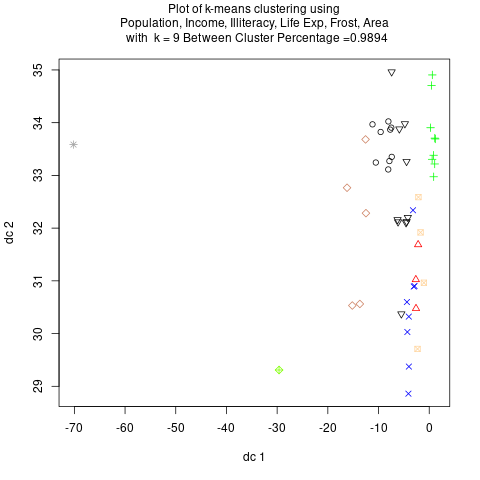 Plot of k-means clustering using
Population, Income, Illiteracy, Life Exp, Frost, Area
with k = 9 Between Cluster Percentage =0.9894
35
34
33
32
31
30
29
dc 2
-70 -60 -50 -40 -30 -20 -10 0
dc 1